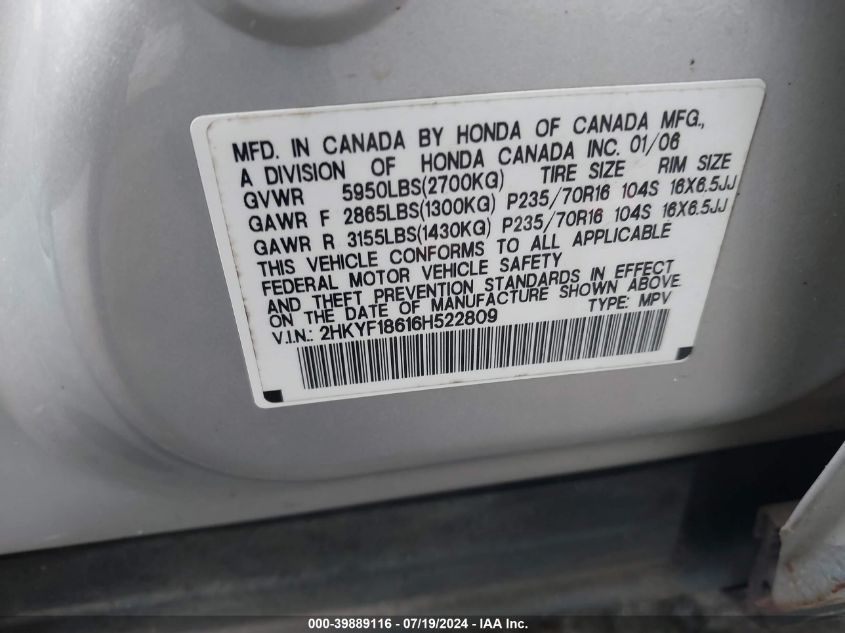 MFD. IN CANADA BY HONDA OF CANADA MFG.,
A DIVISION OF HONDA CANADA INC. 01/06
GVWR 5950LBS(2700KG) TIRE SIZE RIM SIZE
GAWR F 2865LBS(1300KG) P235/70R16 104S 16X6.5JJ
GAWR R 3155LBS(1430KG) P235/70R16 104S 16X6.5JJ
THIS VEHICLE CONFORMS TO ALL APPLICABLE
FEDERAL MOTOR VEHICLE SAFETY
AND THEFT PREVENTION STANDARDS IN EFFECT
ON THE DATE OF MANUFACTURE SHOWN ABOVE.
V.I.N.: 2HKYF18616H522809 TYPE: MPV
000-39889116 / 07/19/2024 - IAA Inc.